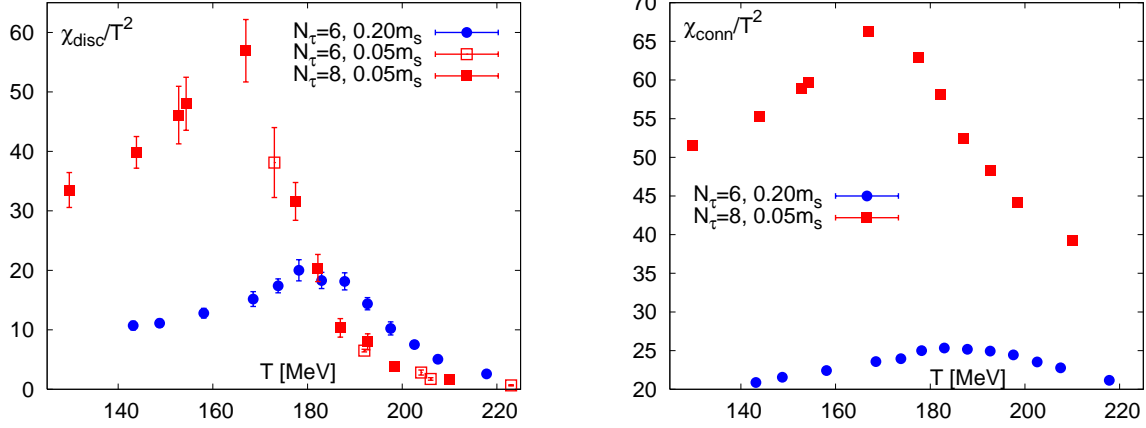 χdisc/T²
Nτ=6, 0.20ms
Nτ=6, 0.05ms
Nτ=8, 0.05ms
60
50
40
30
20
10
0
T [MeV]
140 160 180 200 220
χconn/T²
Nτ=6, 0.20ms
Nτ=8, 0.05ms
70
65
60
55
50
45
40
35
30
25
20
T [MeV]
140 160 180 200 220